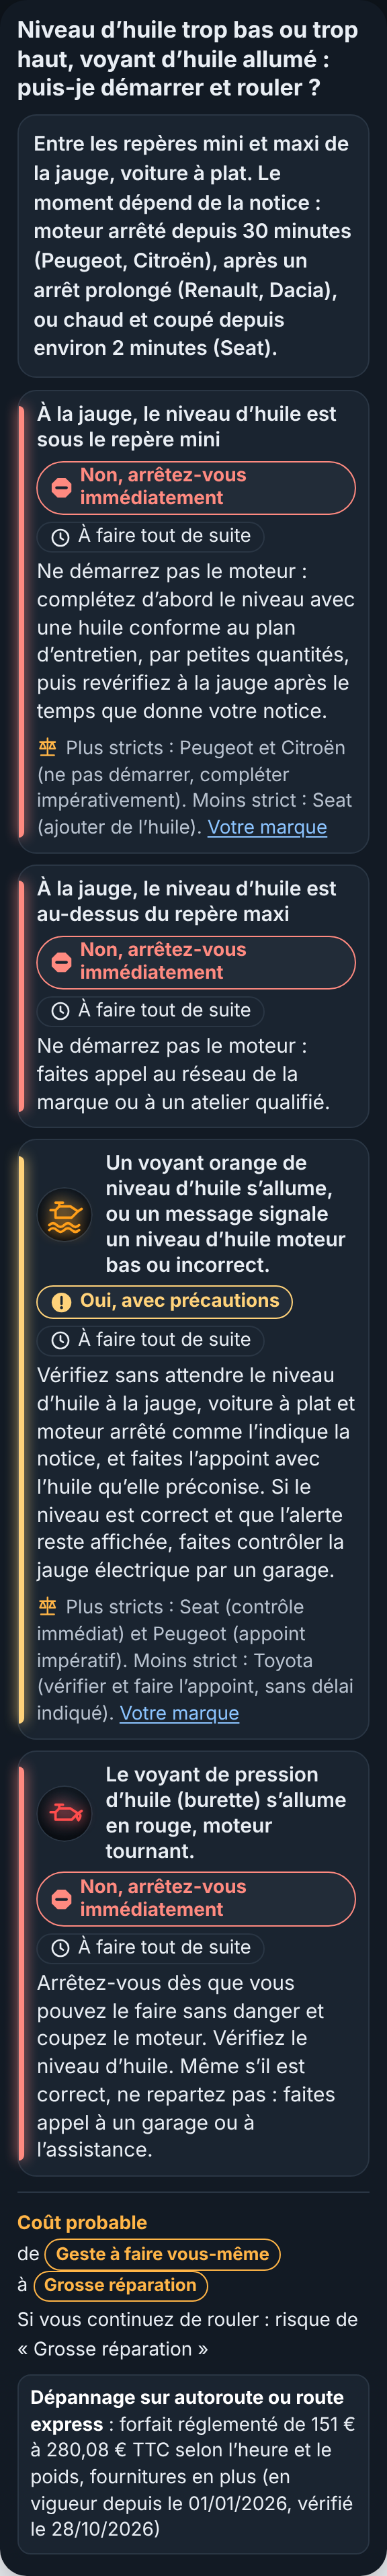 Niveau d’huile trop bas ou trop
haut, voyant d’huile allumé :
puis-je démarrer et rouler ?
Entre les repères mini et maxi de
la jauge, voiture à plat. Le
moment dépend de la notice :
moteur arrêté depuis 30 minutes
(Peugeot, Citroën), après un
arrêt prolongé (Renault, Dacia),
ou chaud et coupé depuis
environ 2 minutes (Seat).
À la jauge, le niveau d’huile est
sous le repère mini
Non, arrêtez-vous
immédiatement
À faire tout de suite
Ne démarrez pas le moteur :
complétez d’abord le niveau avec
une huile conforme au plan
d’entretien, par petites quantités,
puis revérifiez à la jauge après le
temps que donne votre notice.
Plus stricts : Peugeot et Citroën
(ne pas démarrer, compléter
impérativement). Moins strict : Seat
(ajouter de l’huile). Votre marque
À la jauge, le niveau d’huile est
au-dessus du repère maxi
Non, arrêtez-vous
immédiatement
À faire tout de suite
Ne démarrez pas le moteur :
faites appel au réseau de la
marque ou à un atelier qualifié.
Un voyant orange de
niveau d’huile s’allume,
ou un message signale
un niveau d’huile moteur
bas ou incorrect.
Oui, avec précautions
À faire tout de suite
Vérifiez sans attendre le niveau
d’huile à la jauge, voiture à plat et
moteur arrêté comme l’indique la
notice, et faites l’appoint avec
l’huile qu’elle préconise. Si le
niveau est correct et que l’alerte
reste affichée, faites contrôler la
jauge électrique par un garage.
Plus stricts : Seat (contrôle
immédiat) et Peugeot (appoint
impératif). Moins strict : Toyota
(vérifier et faire l’appoint, sans délai
indiqué). Votre marque
Le voyant de pression
d’huile (burette) s’allume
en rouge, moteur
tournant.
Non, arrêtez-vous
immédiatement
À faire tout de suite
Arrêtez-vous dès que vous
pouvez le faire sans danger et
coupez le moteur. Vérifiez le
niveau d’huile. Même s’il est
correct, ne repartez pas : faites
appel à un garage ou à
l’assistance.
Coût probable
de Geste à faire vous-même
à Grosse réparation
Si vous continuez de rouler : risque de
« Grosse réparation »
Dépannage sur autoroute ou route
express : forfait réglementé de 151 €
à 280,08 € TTC selon l’heure et le
poids, fournitures en plus (en
vigueur depuis le 01/01/2026, vérifié
le 28/10/2026)